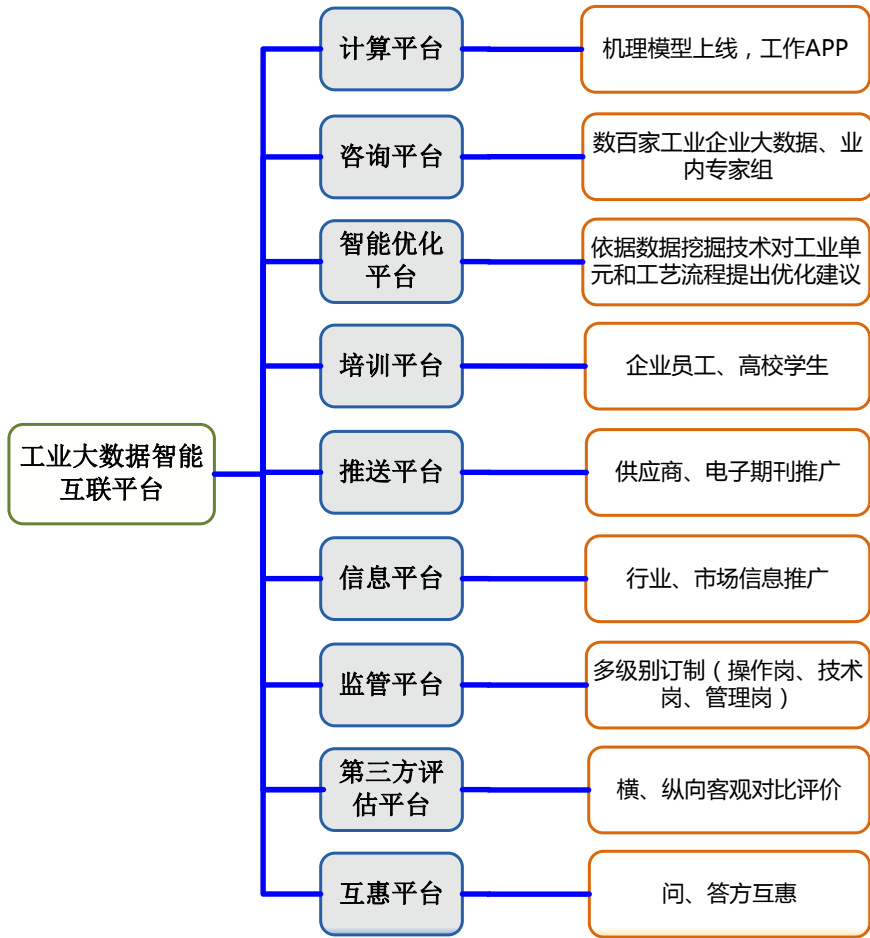 计算平台
机理模型上线，工作APP
咨询平台
数百家工业企业大数据、业
内专家组
智能优化
平台
依据数据挖掘技术对工业单
元和工艺流程提出优化建议
培训平台
企业员工、高校学生
工业大数据智能
互联平台
推送平台
供应商、电子期刊推广
信息平台
行业、市场信息推广
监管平台
多级别订制（操作岗、技术
岗、管理岗）
第三方评
估平台
横、纵向客观对比评价
互惠平台
问、答方互惠